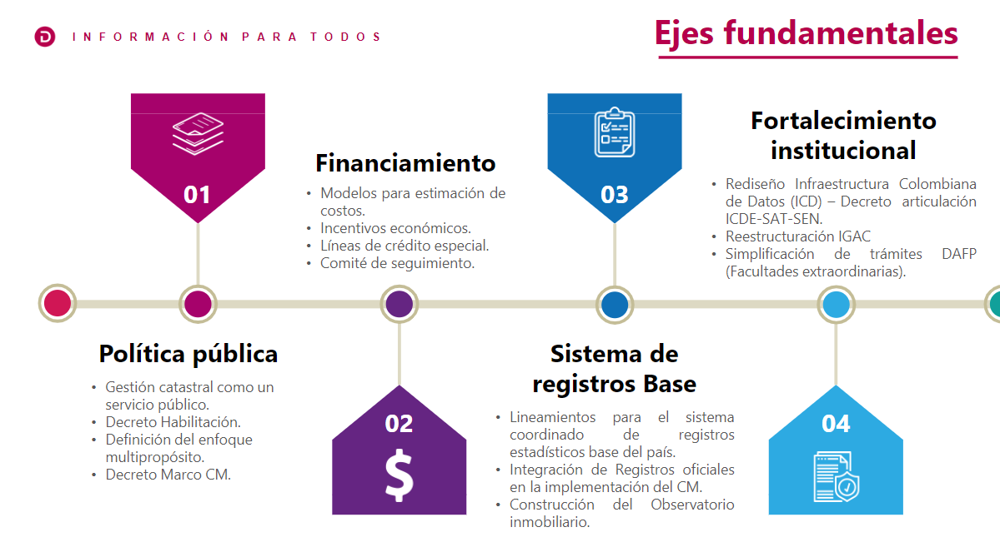 INFORMACIÓN PARA TODOS
Ejes fundamentales
01
Política pública
• Gestión catastral como un
servicio público.
• Decreto Habilitación.
• Definición del enfoque
multipropósito.
• Decreto Marco CM.
Financiamiento
• Modelos para estimación de
costos.
• Incentivos económicos.
• Líneas de crédito especial.
• Comité de seguimiento.
02
$
03
Sistema de
registros Base
• Lineamientos para el sistema
coordinado de registros
estadísticos base del país.
• Integración de Registros oficiales
en la implementación del CM.
• Construcción del Observatorio
inmobiliario.
Fortalecimiento
institucional
• Rediseño Infraestructura Colombiana
de Datos (ICD) – Decreto articulación
ICDE-SAT-SEN.
• Reestructuración IGAC
• Simplificación de trámites DAFP
(Facultades extraordinarias).
04